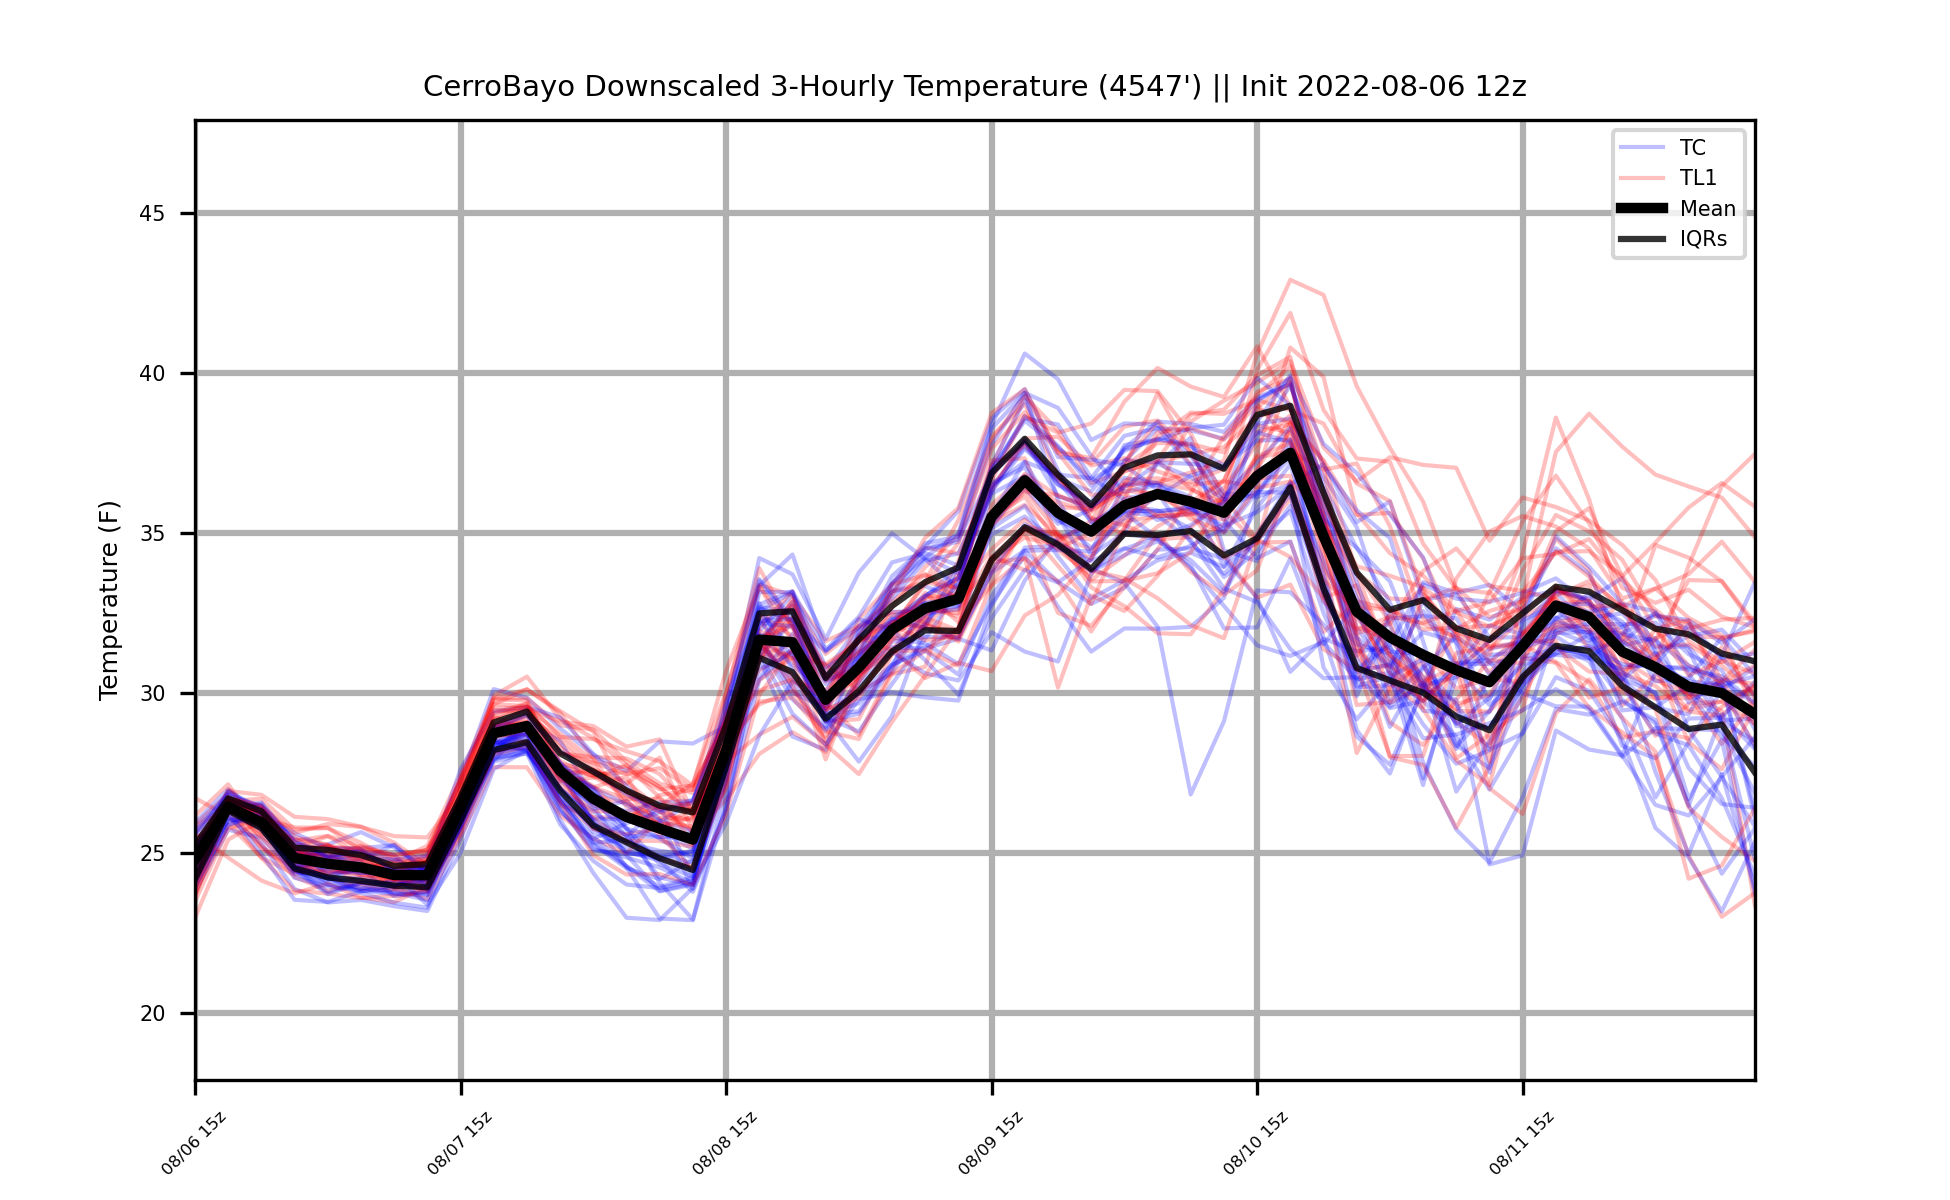 CerroBayo Downscaled 3-Hourly Temperature (4547') || Init 2022-08-06 12z
TC
TL1
Mean
IQRs
Temperature (F)
45
40
35
30
25
20
08/06 15z
08/07 15z
08/08 15z
08/09 15z
08/10 15z
08/11 15z